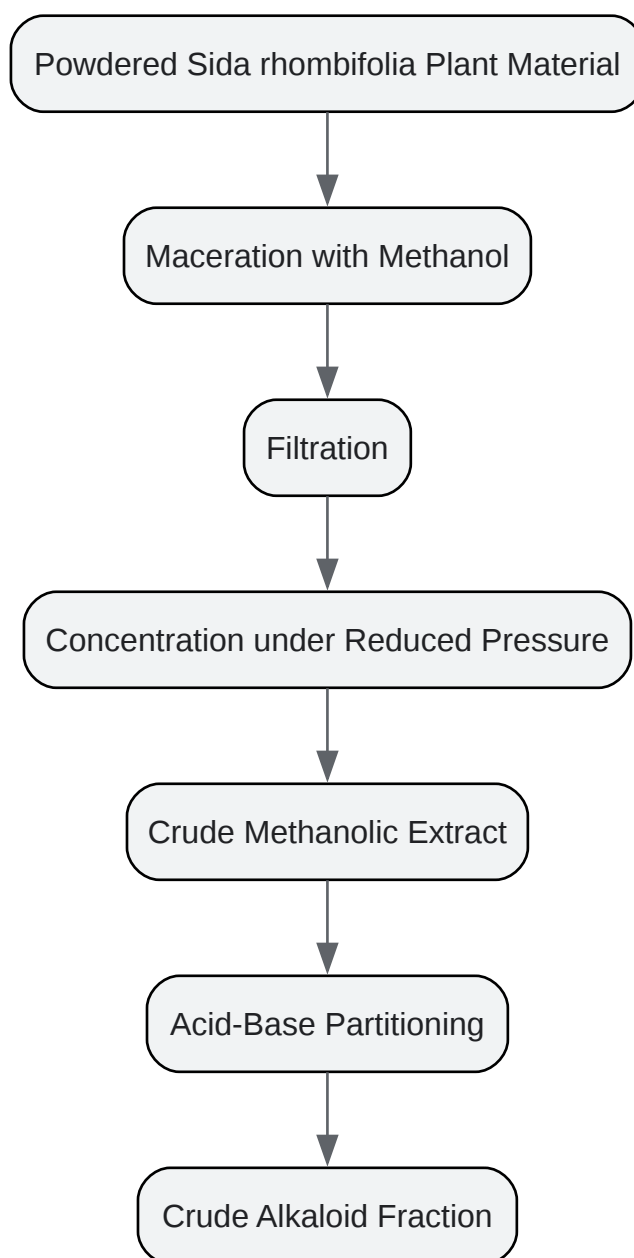 Powdered Sida rhombifolia Plant Material
Maceration with Methanol
Filtration
Concentration under Reduced Pressure
Crude Methanolic Extract
Acid-Base Partitioning
Crude Alkaloid Fraction